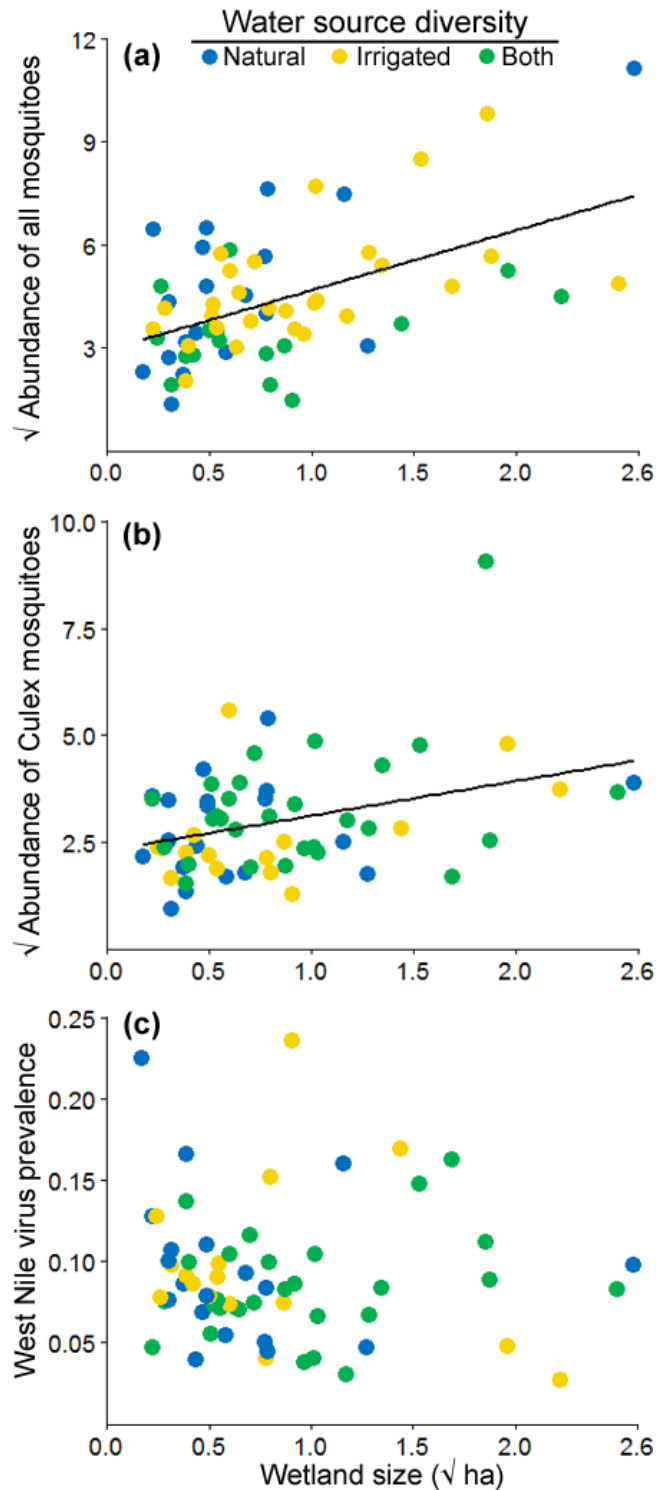 Water source diversity
(a) Natural Irrigated Both
√ Abundance of all mosquitoes
12
9
6
3
0.0 0.5 1.0 1.5 2.0 2.6
(b)
√ Abundance of Culex mosquitoes
10.0
7.5
5.0
2.5
0.0 0.5 1.0 1.5 2.0 2.6
(c)
West Nile virus prevalence
0.25
0.20
0.15
0.10
0.05
0.0 0.5 1.0 1.5 2.0 2.6
Wetland size (√ ha)